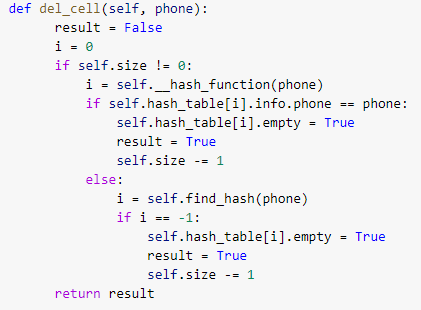 def del_cell(self, phone):
result = False
i = 0
if self.size != 0:
i = self.__hash_function(phone)
if self.hash_table[i].info.phone == phone:
self.hash_table[i].empty = True
result = True
self.size -= 1
else:
i = self.find_hash(phone)
if i == -1:
self.hash_table[i].empty = True
result = True
self.size -= 1
return result